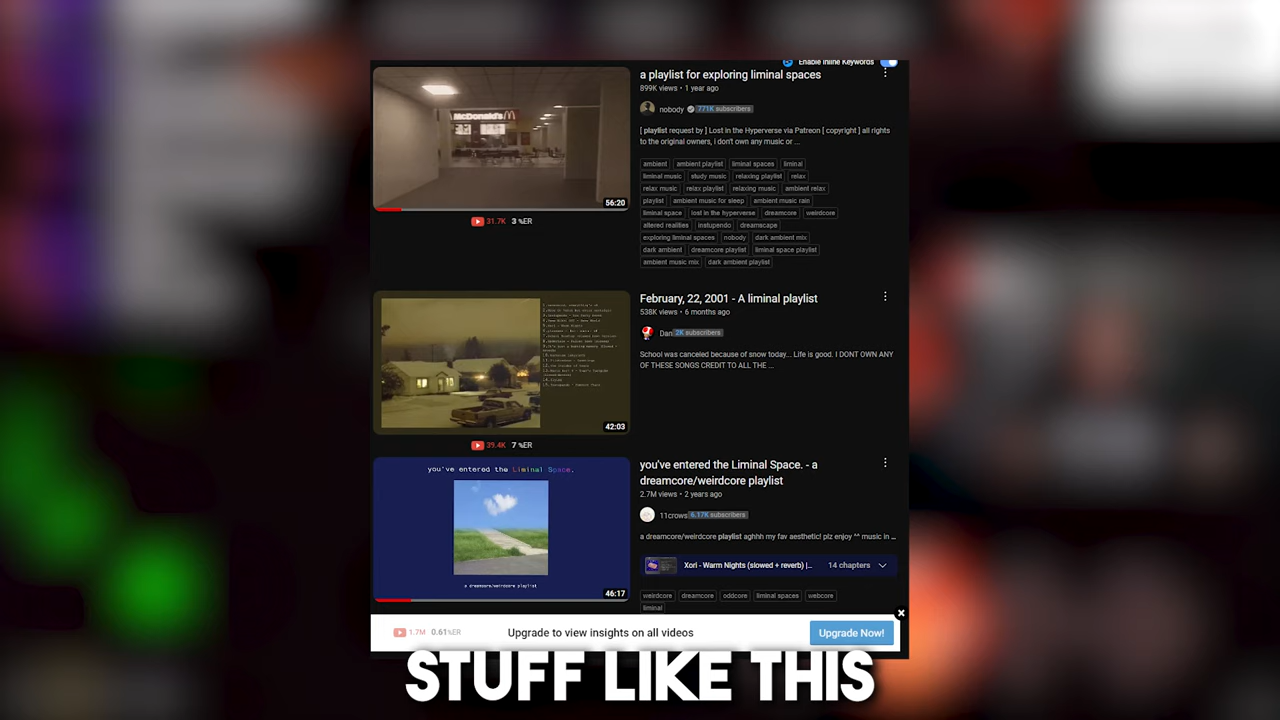 Enable Inline Keywords
a playlist for exploring liminal spaces
899K views • 1 year ago
nobody 771K subscribers
[ playlist request by ] Lost in the Hyperverse via Patreon [ copyright ] all rights
to the original owners, i don't own any music or ...
McDonald's
56:20
31.7K 3 %ER
ambient ambient playlist liminal spaces liminal
liminal music study music relaxing playlist relax
relax music relax playlist relaxing music ambient relax
playlist ambient music for sleep ambient music rain
liminal space lost in the hyperverse dreamcore weirdcore
altered realities instupendo dreamscape
exploring liminal spaces nobody dark ambient mix
dark ambient dreamcore playlist liminal space playlist
ambient music mix dark ambient playlist
February, 22, 2001 - A liminal playlist
538K views • 6 months ago
Dan 2K subscribers
School was canceled because of snow today... Life is good. I DONT OWN ANY
OF THESE SONGS CREDIT TO ALL THE ...
42:03
39.4K 7 %ER
you've entered the Liminal Space. - a
dreamcore/weirdcore playlist
2.7M views • 2 years ago
11crows 6.17K subscribers
a dreamcore/weirdcore playlist aghhh my fav aesthetic! plz enjoy ^^ music in ...
you've entered the Liminal Space.
a dreamcore/weirdcore playlist
46:17
Xori - Warm Nights (slowed + reverb) |... 14 chapters
weirdcore dreamcore oddcore liminal spaces webcore
liminal
1.7M 0.61%ER
Upgrade to view insights on all videos
Upgrade Now!
STUFF LIKE THIS